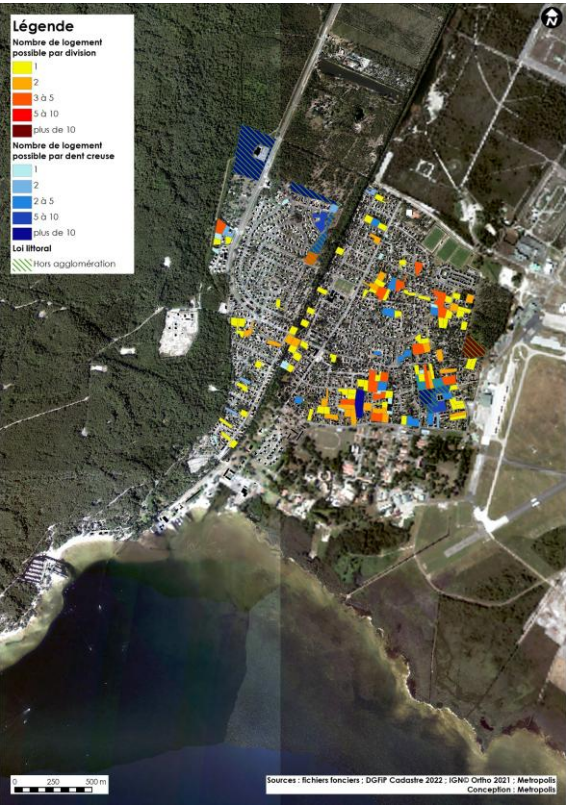 Légende
Nombre de logement
possible par division
1
2
3 à 5
5 à 10
plus de 10
Nombre de logement
possible par dent creuse
1
2
2 à 5
5 à 10
plus de 10
Loi littoral
Hors agglomération
N
0 250 500 m
Sources : fichiers fonciers ; DGFiP Cadastre 2022 ; IGN© Ortho 2021 ; Metropolis
Conception : Metropolis